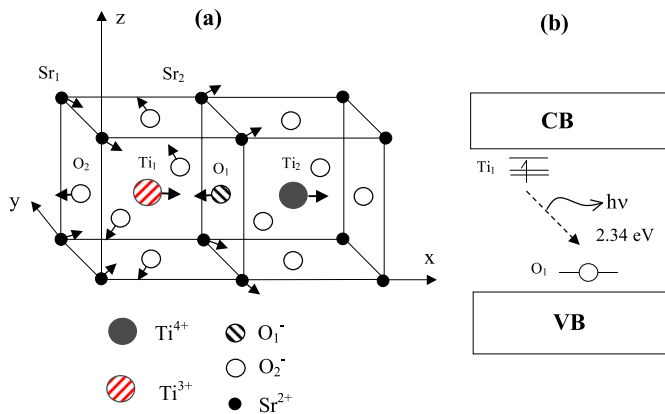 (a)
z
Sr₁
Sr₂
O₂
Ti₁
O₁
Ti₂
y
x
Ti⁴⁺
O₁⁻
O₂⁻
Ti³⁺
Sr²⁺
(b)
CB
Ti₁
hν
2.34 eV
O₁
VB